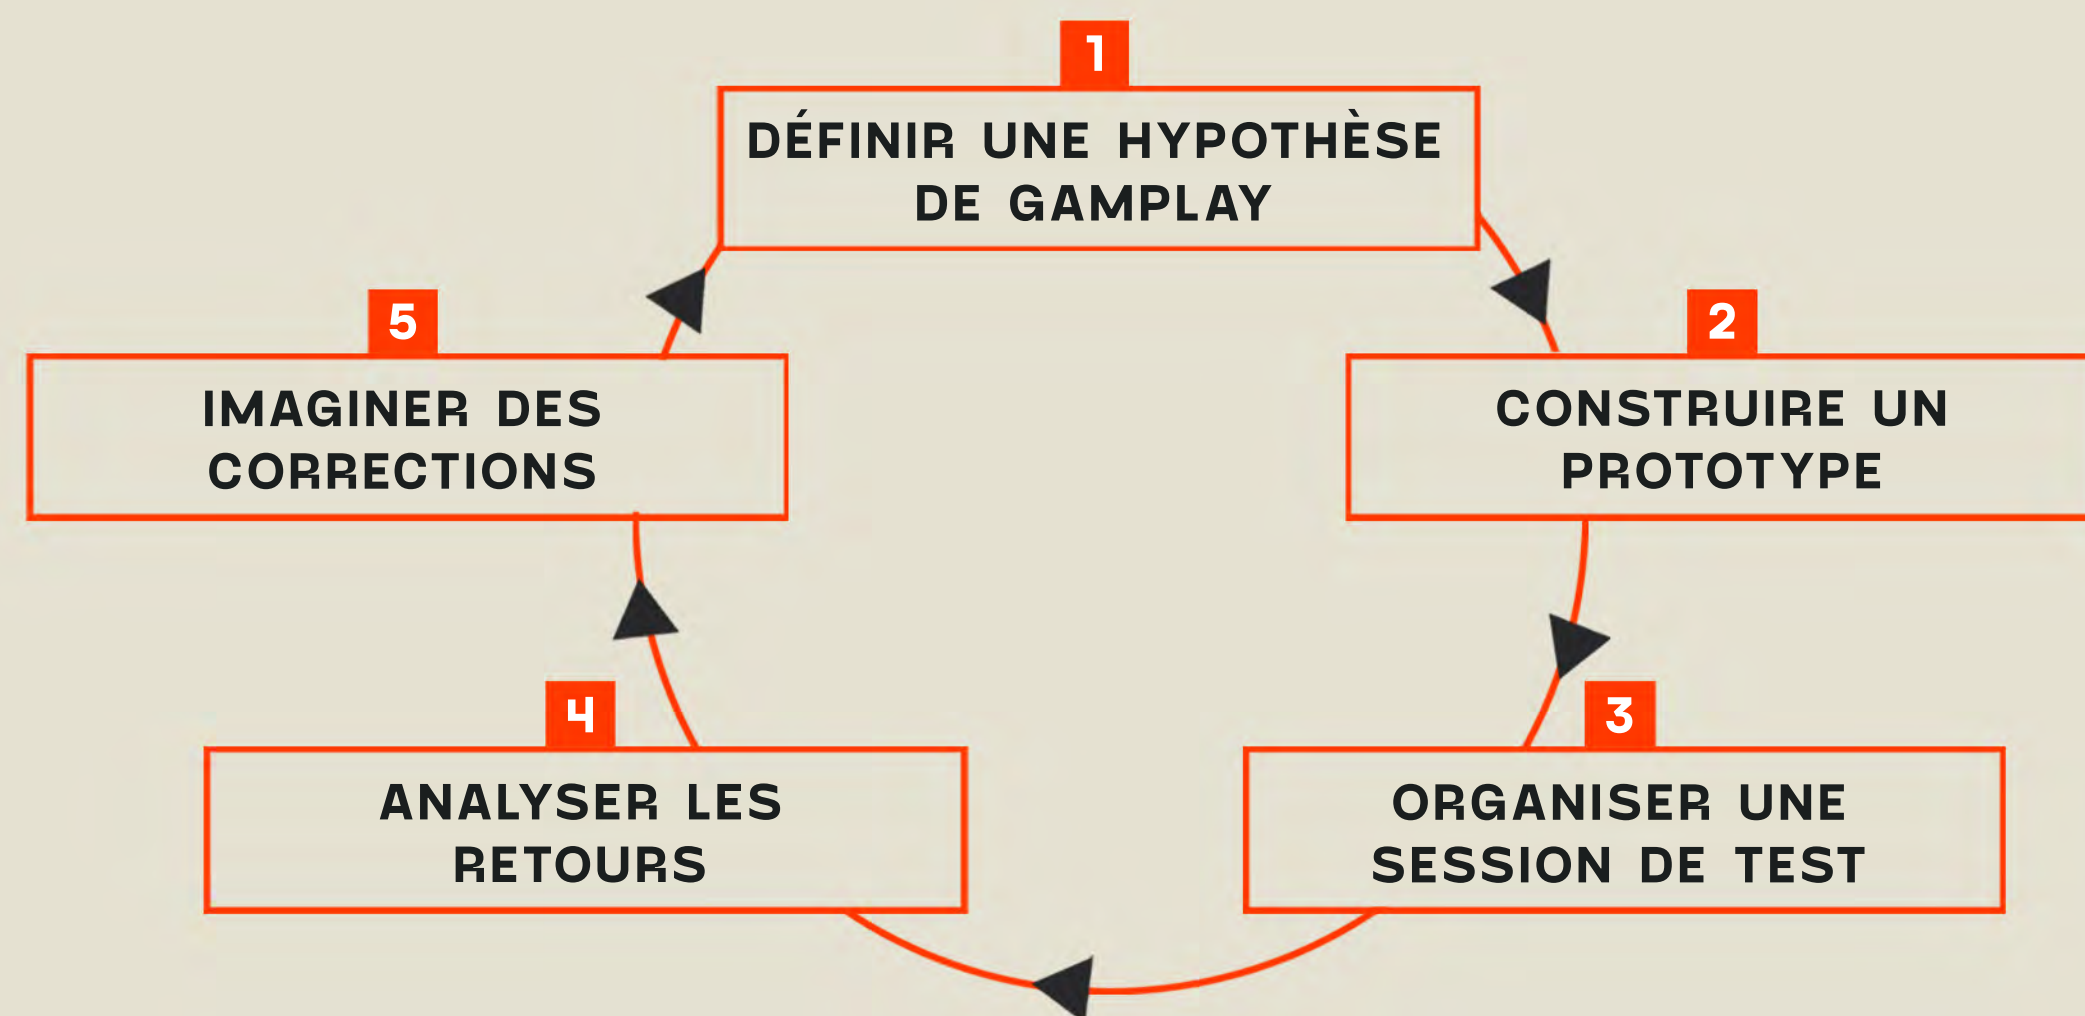 1
DÉFINIR UNE HYPOTHÈSE
DE GAMPLAY
2
CONSTRUIRE UN
PROTOTYPE
3
ORGANISER UNE
SESSION DE TEST
4
ANALYSER LES
RETOURS
5
IMAGINER DES
CORRECTIONS